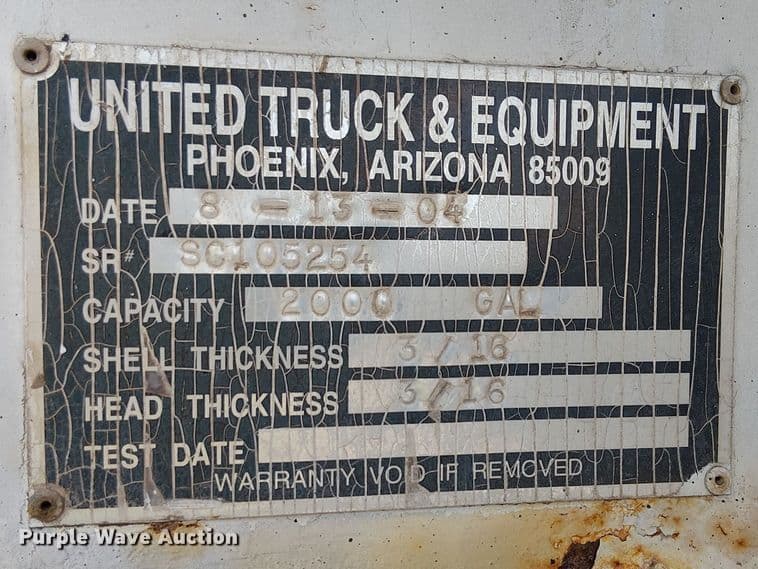 UNITED TRUCK & EQUIPMENT
PHOENIX, ARIZONA 85009
DATE 8 - 13 - 04
SR# SC105254
CAPACITY 2000 GAL
SHELL THICKNESS 3/16
HEAD THICKNESS 3/16
TEST DATE
WARRANTY VOID IF REMOVED
Purple Wave Auction